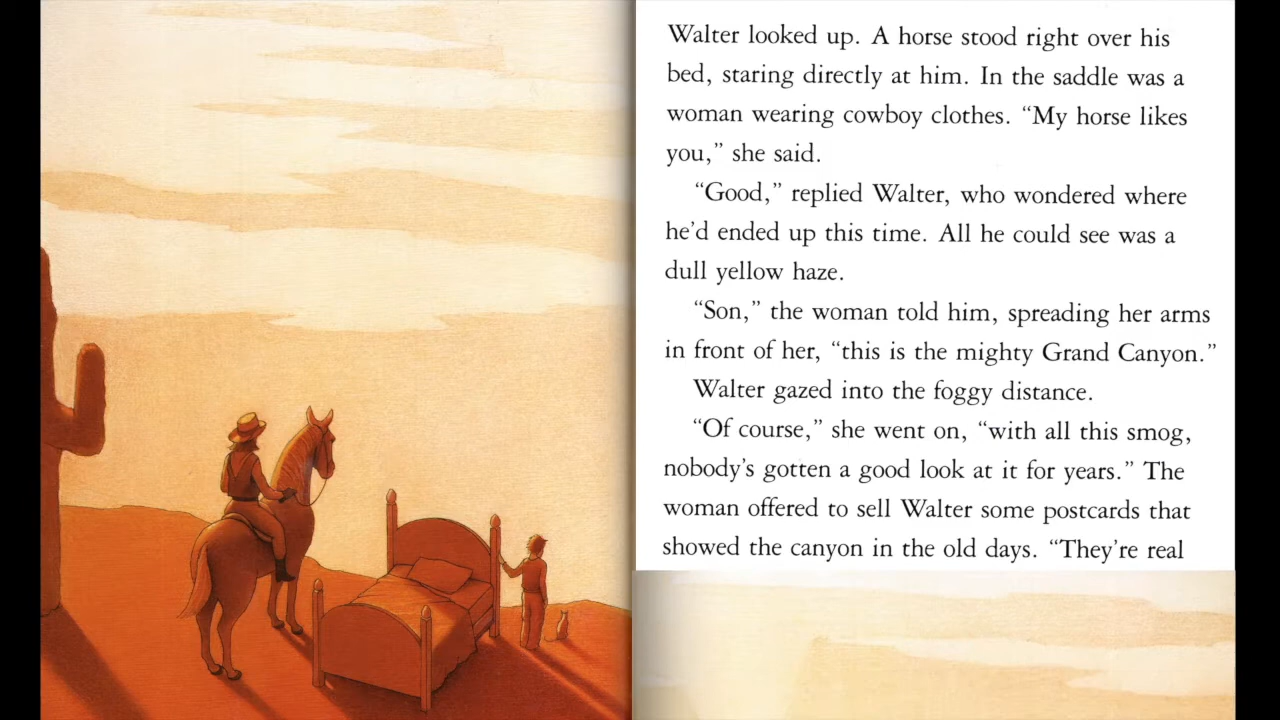 Walter looked up. A horse stood right over his
bed, staring directly at him. In the saddle was a
woman wearing cowboy clothes. “My horse likes
you,” she said.
“Good,” replied Walter, who wondered where
he’d ended up this time. All he could see was a
dull yellow haze.
“Son,” the woman told him, spreading her arms
in front of her, “this is the mighty Grand Canyon.”
Walter gazed into the foggy distance.
“Of course,” she went on, “with all this smog,
nobody’s gotten a good look at it for years.” The
woman offered to sell Walter some postcards that
showed the canyon in the old days. “They’re real